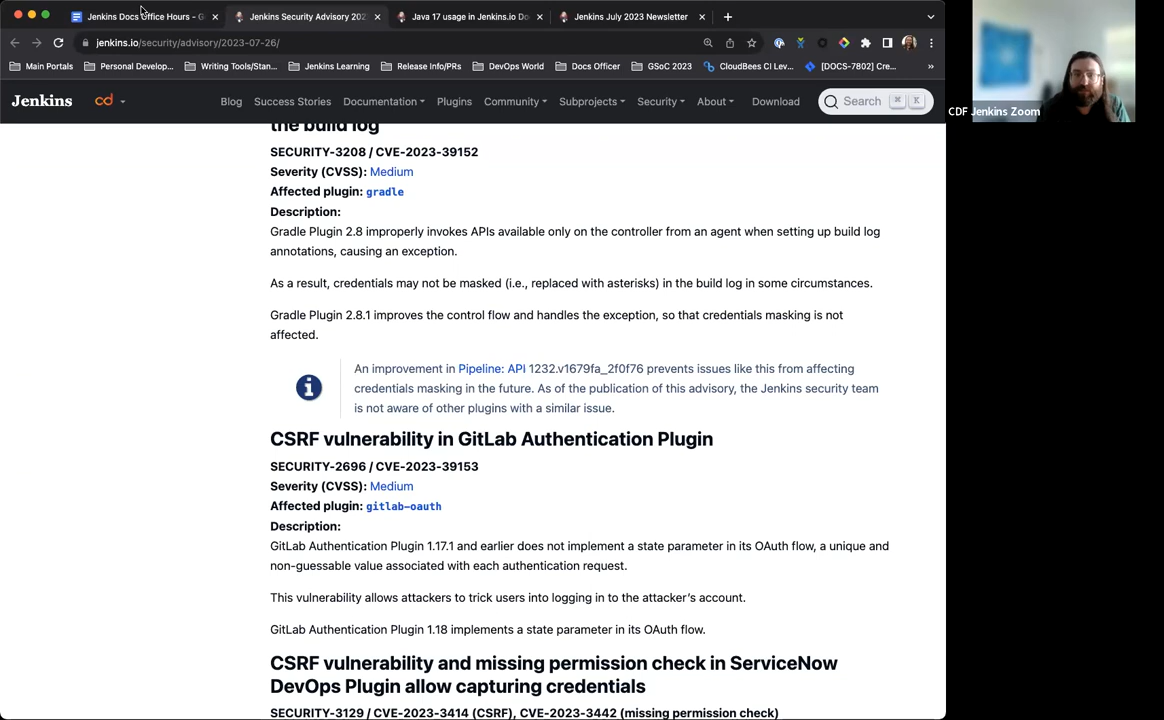 Jenkins Docs Office Hours - G
Jenkins Security Advisory 202
Java 17 usage in Jenkins.io Do
Jenkins July 2023 Newsletter
jenkins.io/security/advisory/2023-07-26/
Main Portals
Personal Develop...
Writing Tools/Stan...
Jenkins Learning
Release Info/PRs
DevOps World
Docs Officer
GSoC 2023
CloudBees CI Lev...
[DOCS-7802] Cre...
»
Jenkins
cd
Blog
Success Stories
Documentation
Plugins
Community
Subprojects
Security
About
Download
Search
⌘ K
CDF Jenkins Zoom
the build log
SECURITY-3208 / CVE-2023-39152
Severity (CVSS): Medium
Affected plugin: gradle
Description:
Gradle Plugin 2.8 improperly invokes APIs available only on the controller from an agent when setting up build log
annotations, causing an exception.
As a result, credentials may not be masked (i.e., replaced with asterisks) in the build log in some circumstances.
Gradle Plugin 2.8.1 improves the control flow and handles the exception, so that credentials masking is not
affected.
An improvement in Pipeline: API 1232.v1679fa_2f0f76 prevents issues like this from affecting
credentials masking in the future. As of the publication of this advisory, the Jenkins security team
is not aware of other plugins with a similar issue.
CSRF vulnerability in GitLab Authentication Plugin
SECURITY-2696 / CVE-2023-39153
Severity (CVSS): Medium
Affected plugin: gitlab-oauth
Description:
GitLab Authentication Plugin 1.17.1 and earlier does not implement a state parameter in its OAuth flow, a unique and
non-guessable value associated with each authentication request.
This vulnerability allows attackers to trick users into logging in to the attacker's account.
GitLab Authentication Plugin 1.18 implements a state parameter in its OAuth flow.
CSRF vulnerability and missing permission check in ServiceNow
DevOps Plugin allow capturing credentials
SECURITY-3129 / CVE-2023-3414 (CSRF), CVE-2023-3442 (missing permission check)